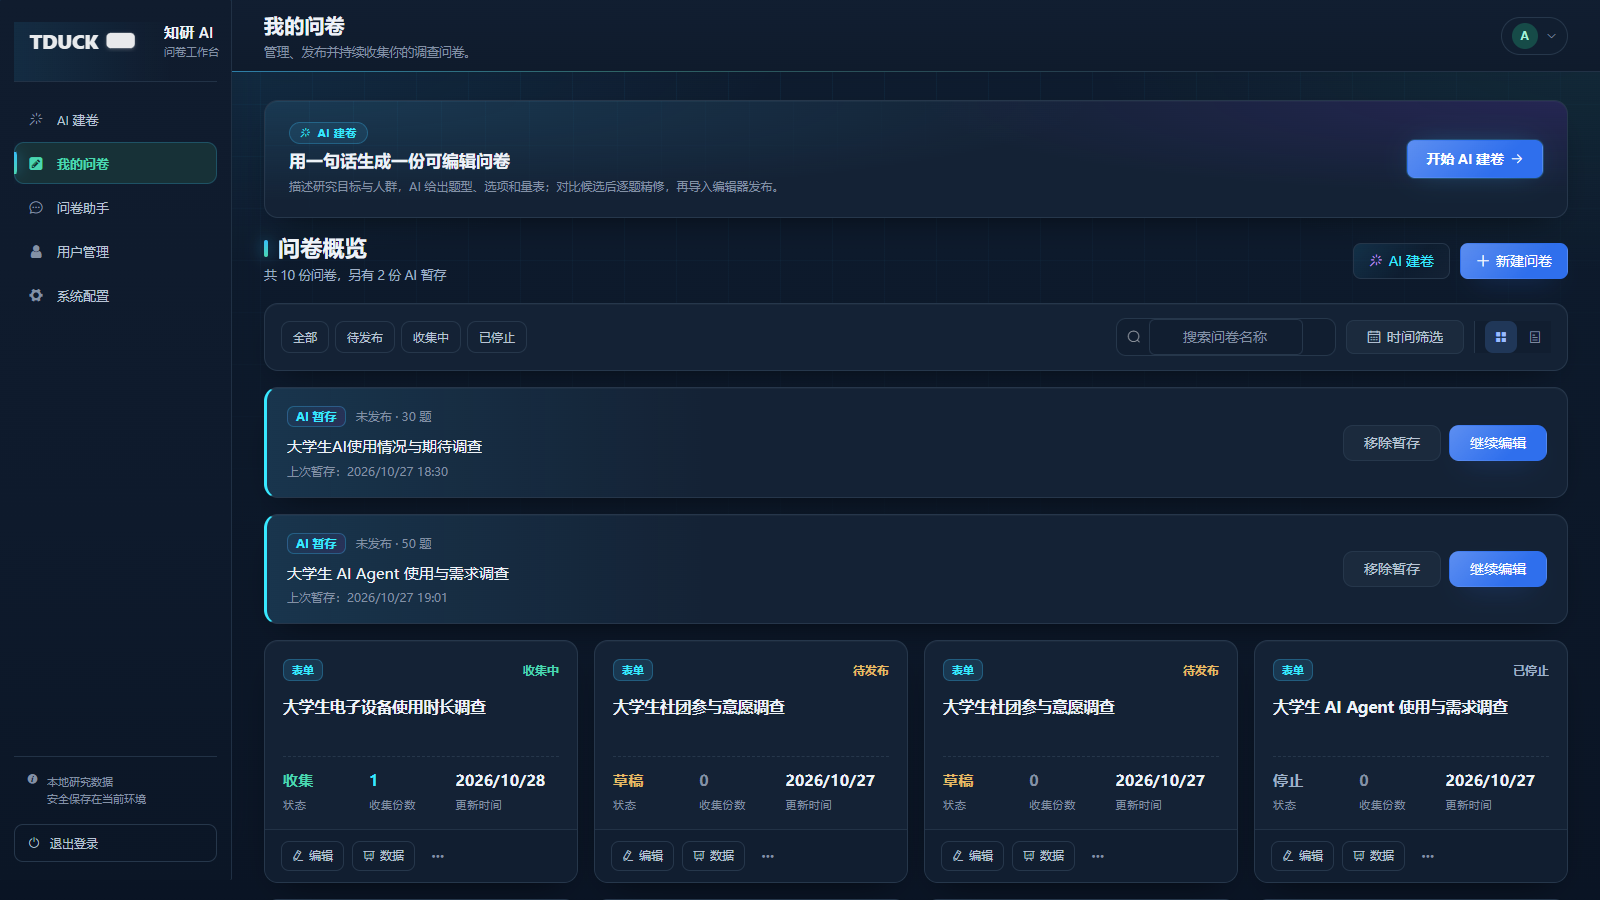 TDUCK
知研 AI
问卷工作台
AI 建卷
我的问卷
问卷助手
用户管理
系统配置
本地研究数据
安全保存在当前环境
退出登录
我的问卷
管理、发布并持续收集你的调查问卷。
A
AI 建卷
用一句话生成一份可编辑问卷
描述研究目标与人群，AI 给出题型、选项和量表；对比候选后逐题精修，再导入编辑器发布。
开始 AI 建卷
问卷概览
共 10 份问卷，另有 2 份 AI 暂存
AI 建卷
新建问卷
全部 待发布 收集中 已停止
搜索问卷名称
时间筛选
AI 暂存 未发布 · 30 题
大学生AI使用情况与期待调查
上次暂存：2026/10/27 18:30
移除暂存 继续编辑
AI 暂存 未发布 · 50 题
大学生 AI Agent 使用与需求调查
上次暂存：2026/10/27 19:01
移除暂存 继续编辑
表单 收集中
大学生电子设备使用时长调查
收集 1 2026/10/28
状态 收集份数 更新时间
编辑 数据 ···
表单 待发布
大学生社团参与意愿调查
草稿 0 2026/10/27
状态 收集份数 更新时间
编辑 数据 ···
表单 待发布
大学生社团参与意愿调查
草稿 0 2026/10/27
状态 收集份数 更新时间
编辑 数据 ···
表单 已停止
大学生 AI Agent 使用与需求调查
停止 0 2026/10/27
状态 收集份数 更新时间
编辑 数据 ···